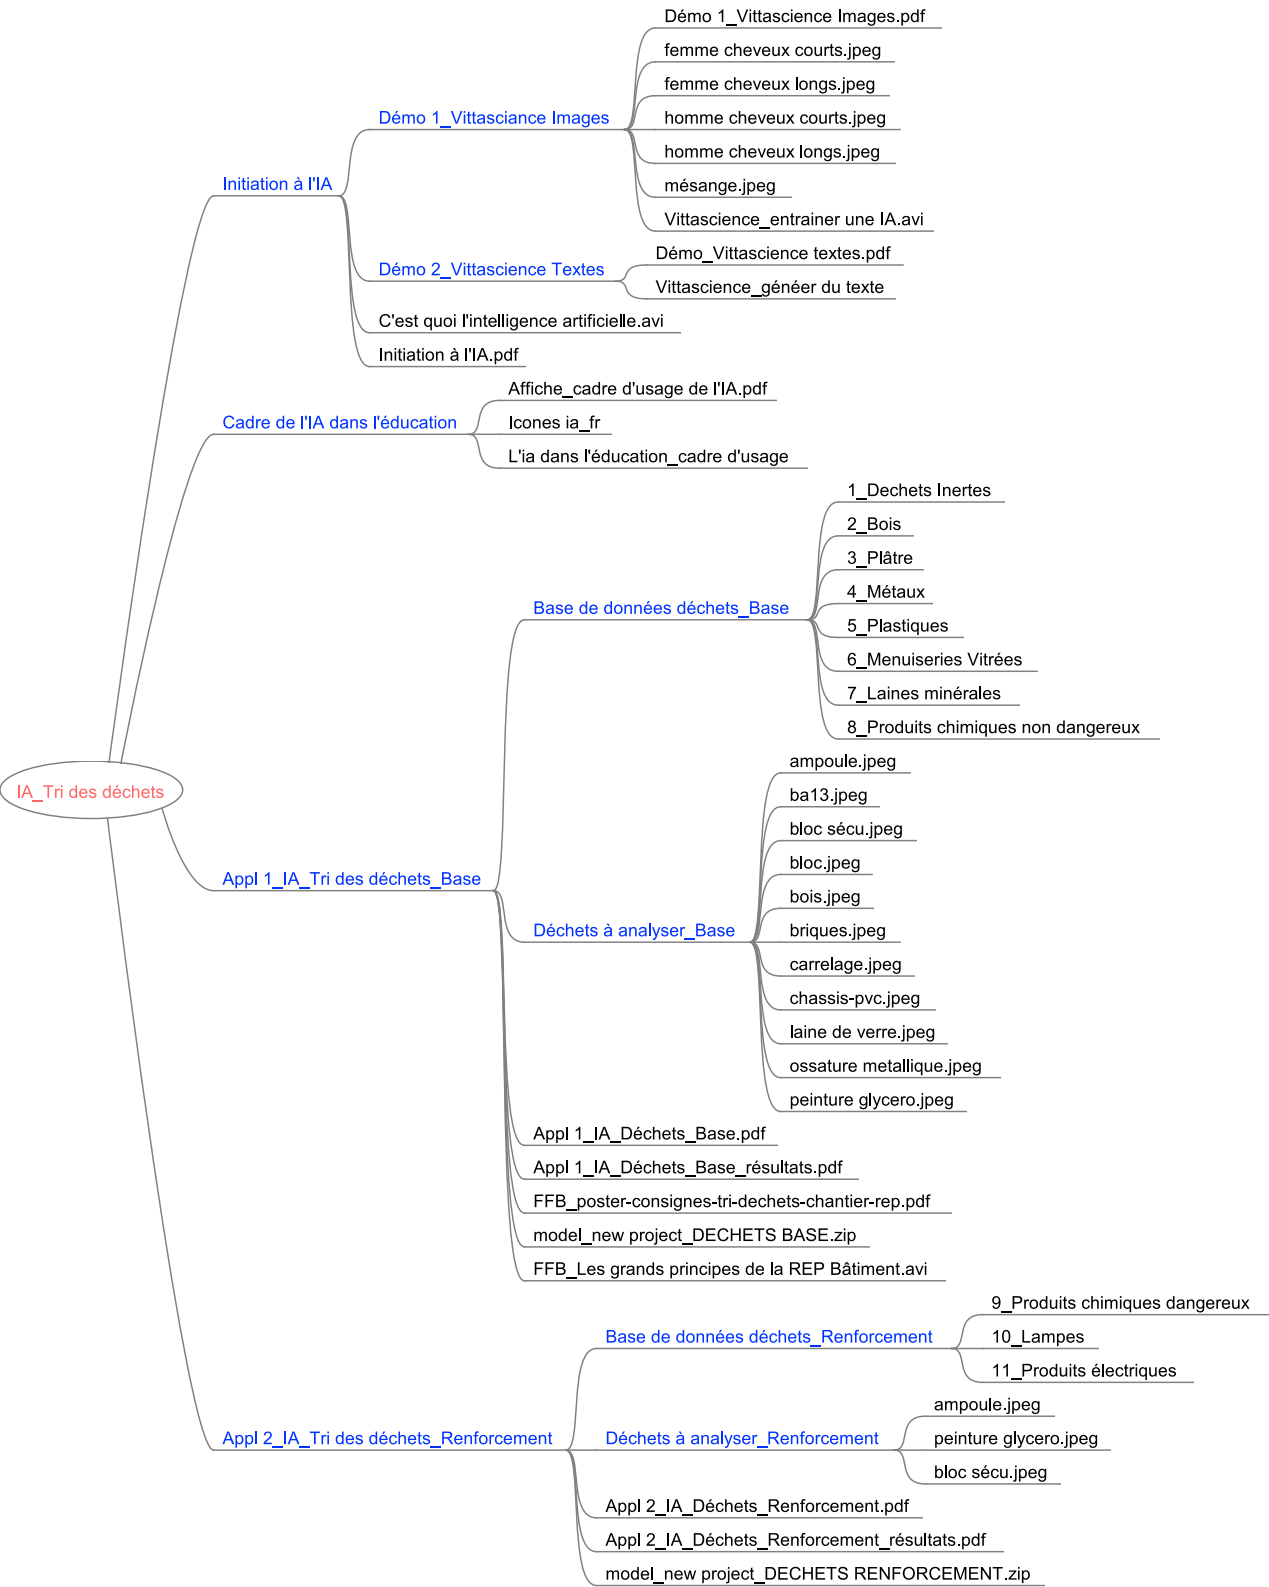 IA_Tri des déchets
Initiation à l'IA
Démo 1_Vittasciance Images
Démo 1_Vittascience Images.pdf
femme cheveux courts.jpeg
femme cheveux longs.jpeg
homme cheveux courts.jpeg
homme cheveux longs.jpeg
mésange.jpeg
Vittascience_entrainer une IA.avi
Démo 2_Vittascience Textes
Démo_Vittascience textes.pdf
Vittascience_généer du texte
C'est quoi l'intelligence artificielle.avi
Initiation à l'IA.pdf
Cadre de l'IA dans l'éducation
Affiche_cadre d'usage de l'IA.pdf
Icones ia_fr
L'ia dans l'éducation_cadre d'usage
Appl 1_IA_Tri des déchets_Base
Base de données déchets_Base
1_Dechets Inertes
2_Bois
3_Plâtre
4_Métaux
5_Plastiques
6_Menuiseries Vitrées
7_Laines minérales
8_Produits chimiques non dangereux
Déchets à analyser_Base
ampoule.jpeg
ba13.jpeg
bloc sécu.jpeg
bloc.jpeg
bois.jpeg
briques.jpeg
carrelage.jpeg
chassis-pvc.jpeg
laine de verre.jpeg
ossature metallique.jpeg
peinture glycero.jpeg
Appl 1_IA_Déchets_Base.pdf
Appl 1_IA_Déchets_Base_résultats.pdf
FFB_poster-consignes-tri-dechets-chantier-rep.pdf
model_new project_DECHETS BASE.zip
FFB_Les grands principes de la REP Bâtiment.avi
Appl 2_IA_Tri des déchets_Renforcement
Base de données déchets_Renforcement
9_Produits chimiques dangereux
10_Lampes
11_Produits électriques
Déchets à analyser_Renforcement
ampoule.jpeg
peinture glycero.jpeg
bloc sécu.jpeg
Appl 2_IA_Déchets_Renforcement.pdf
Appl 2_IA_Déchets_Renforcement_résultats.pdf
model_new project_DECHETS RENFORCEMENT.zip